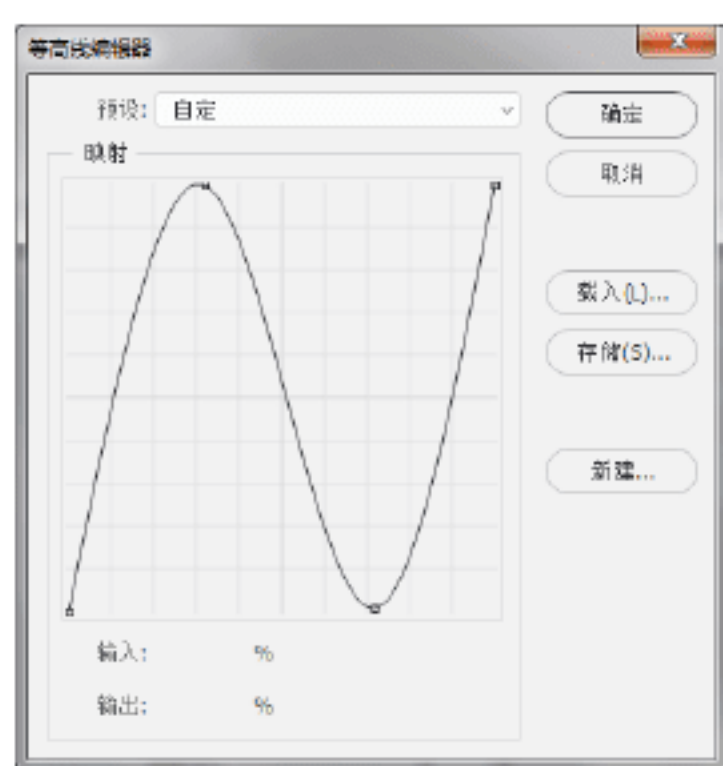 等高线编辑器
预设: 自定
确定
映射
取消
载入(L)...
存储(S)...
新建...
输入: %
输出: %